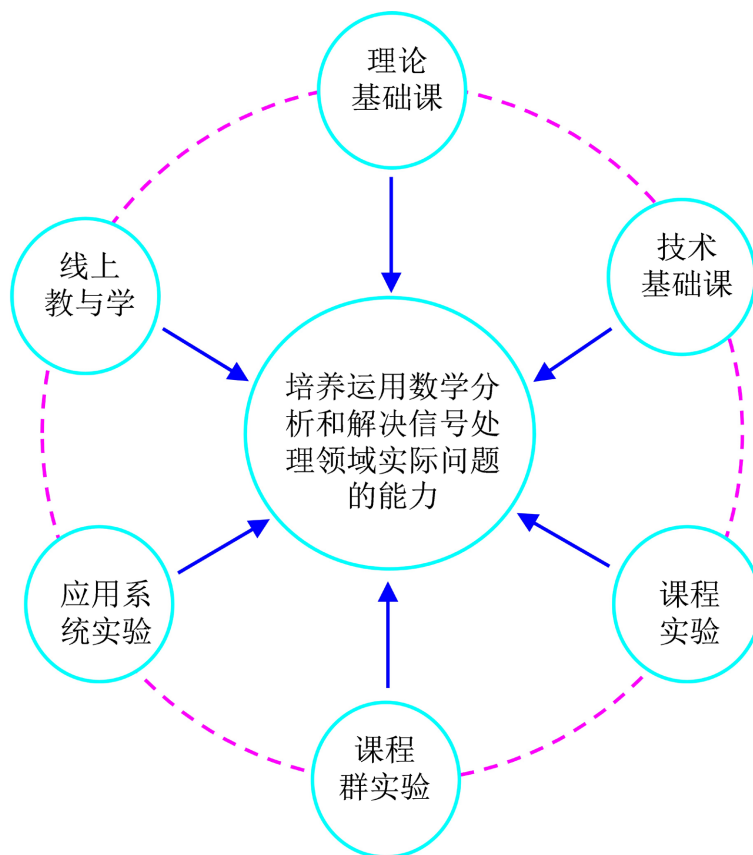 理论
基础课
技术
基础课
线上
教与学
培养运用数学分
析和解决信号处
理领域实际问题
的能力
应用系
统实验
课程
实验
课程
群实验